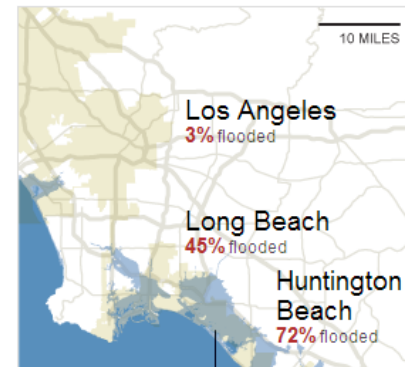 10 MILES
Los Angeles
3% flooded
Long Beach
45% flooded
Huntington
Beach
72% flooded